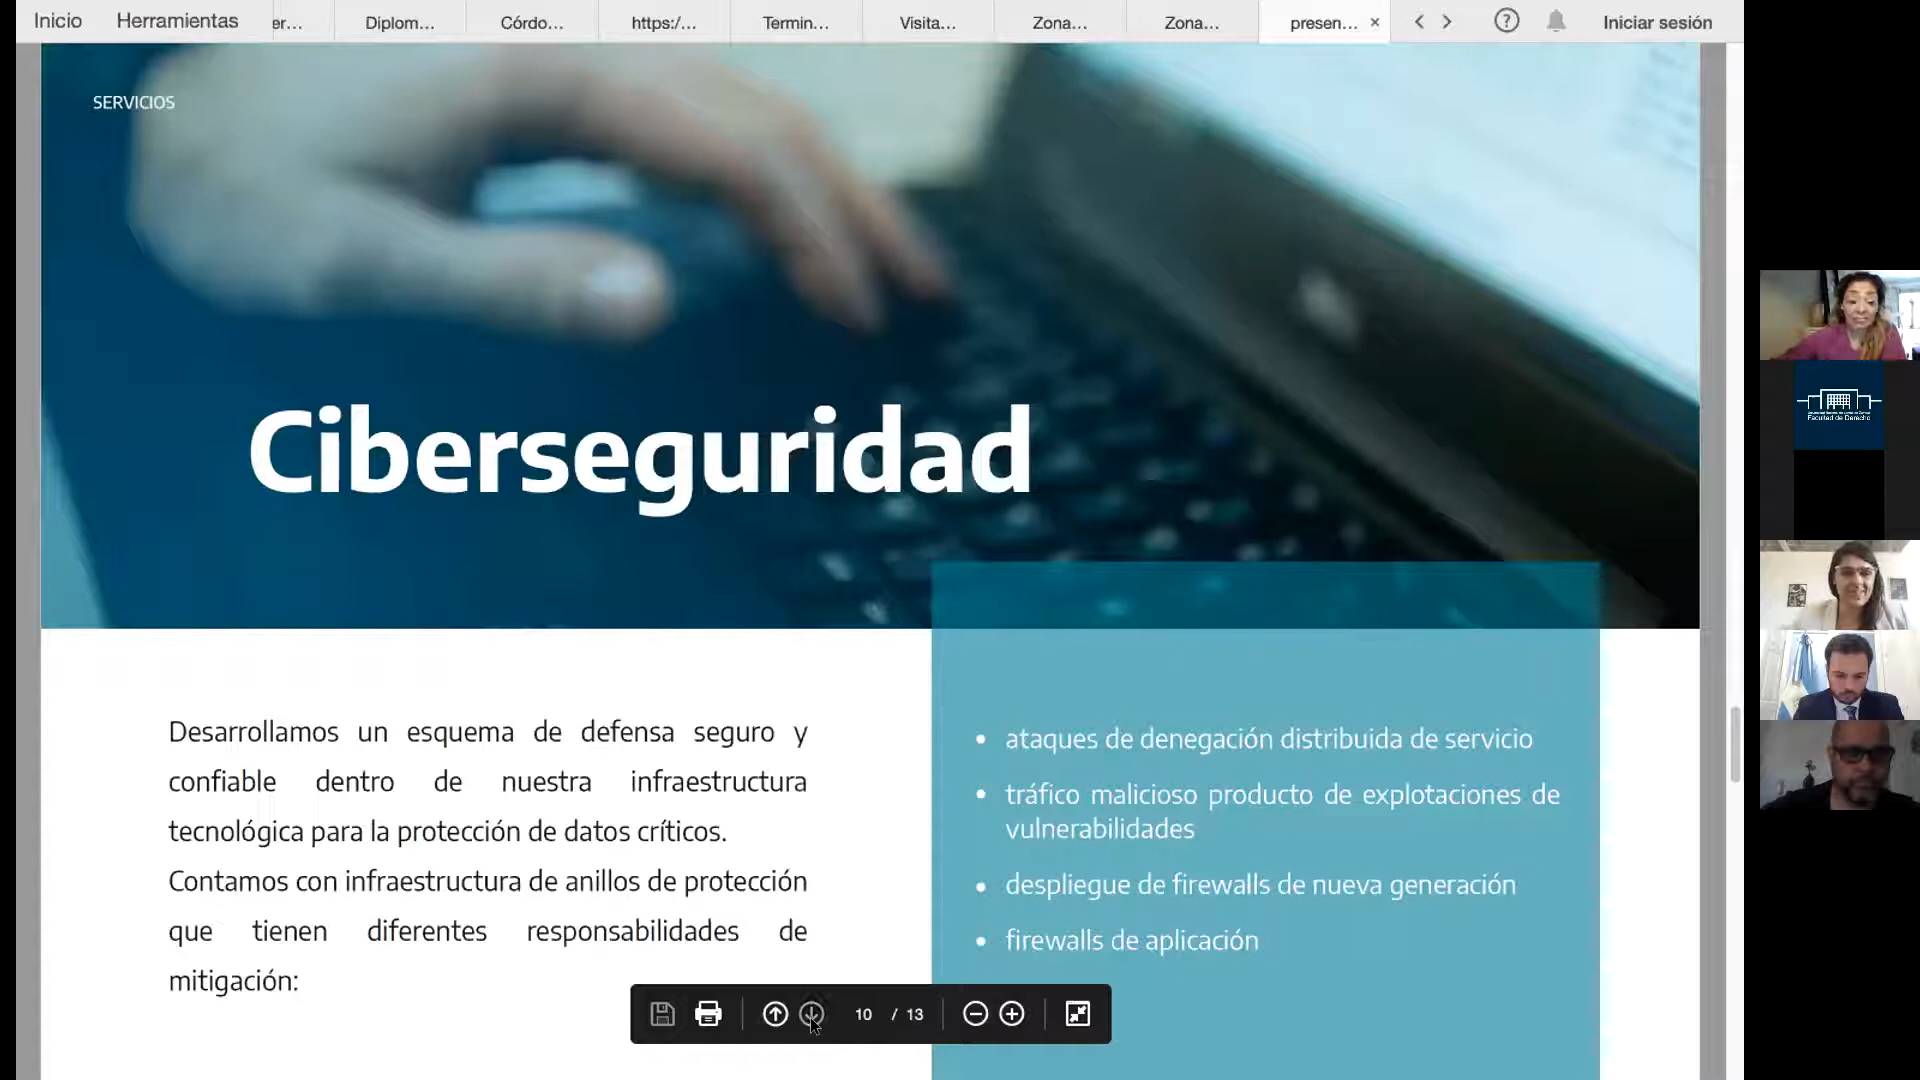 Inicio
Herramientas
er...
Diplom...
Córdo...
https:/...
Termin...
Visita...
Zona...
Zona...
presen...
Iniciar sesión
SERVICIOS
Ciberseguridad
Desarrollamos un esquema de defensa seguro y
confiable dentro de nuestra infraestructura
tecnológica para la protección de datos críticos.
Contamos con infraestructura de anillos de protección
que tienen diferentes responsabilidades de
mitigación:
• ataques de denegación distribuida de servicio
• tráfico malicioso producto de explotaciones de
vulnerabilidades
• despliegue de firewalls de nueva generación
• firewalls de aplicación
10 / 13
Facultad de Derecho